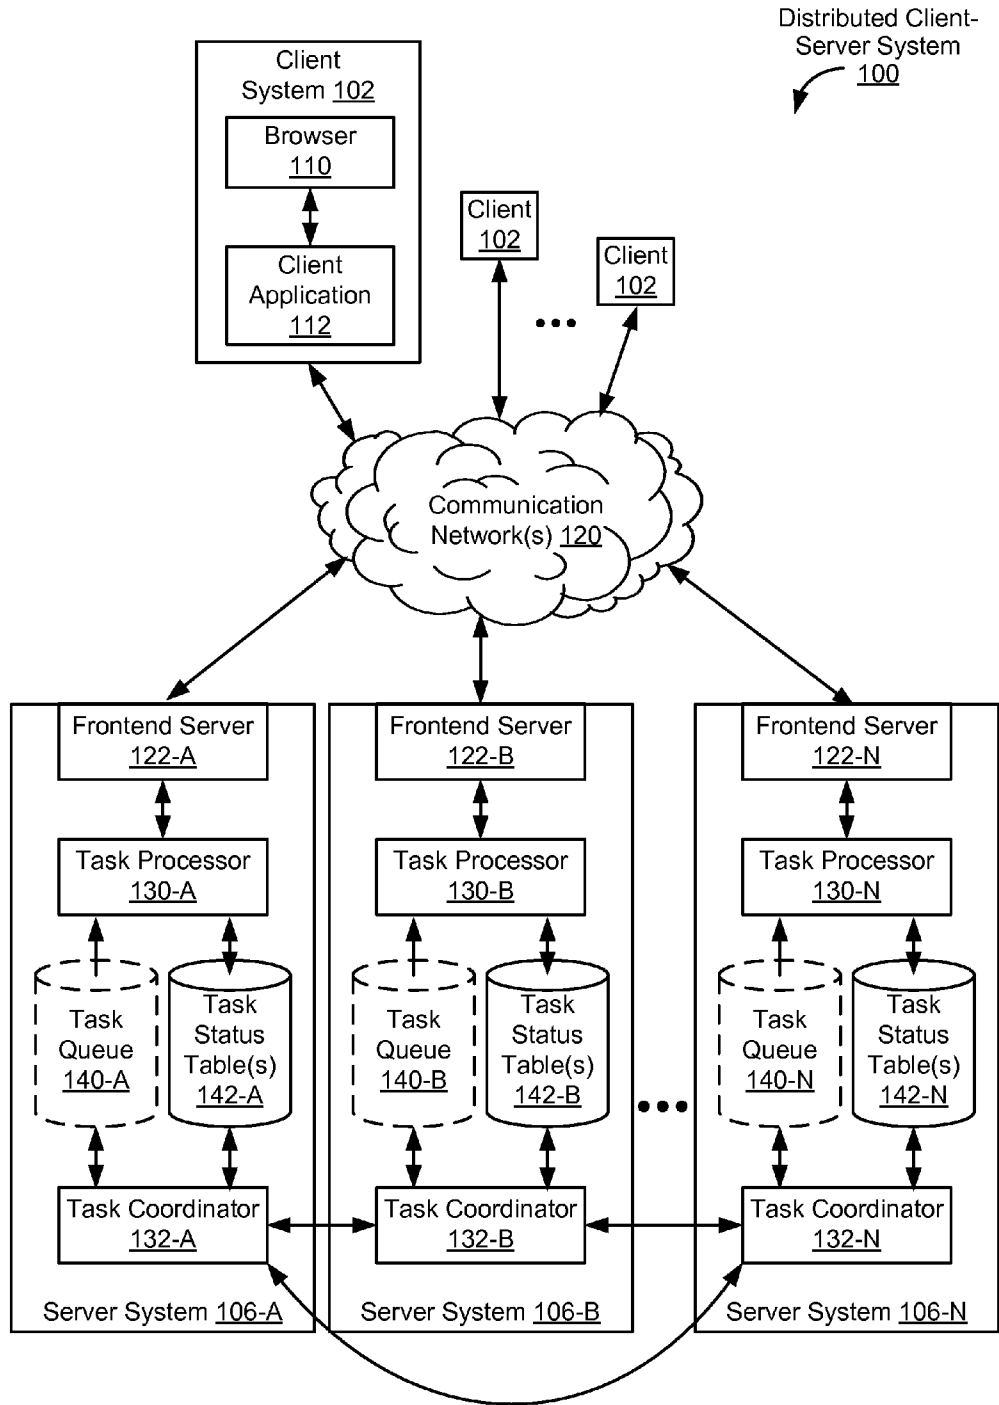 Distributed Client-
Server System
100
Client
System 102
Browser
110
Client
Application
112
Client
102
Client
102
Communication
Network(s) 120
Frontend Server
122-A
Task Processor
130-A
Task
Queue
140-A
Task
Status
Table(s)
142-A
Task Coordinator
132-A
Server System 106-A
Frontend Server
122-B
Task Processor
130-B
Task
Queue
140-B
Task
Status
Table(s)
142-B
Task Coordinator
132-B
Server System 106-B
Frontend Server
122-N
Task Processor
130-N
Task
Queue
140-N
Task
Status
Table(s)
142-N
Task Coordinator
132-N
Server System 106-N